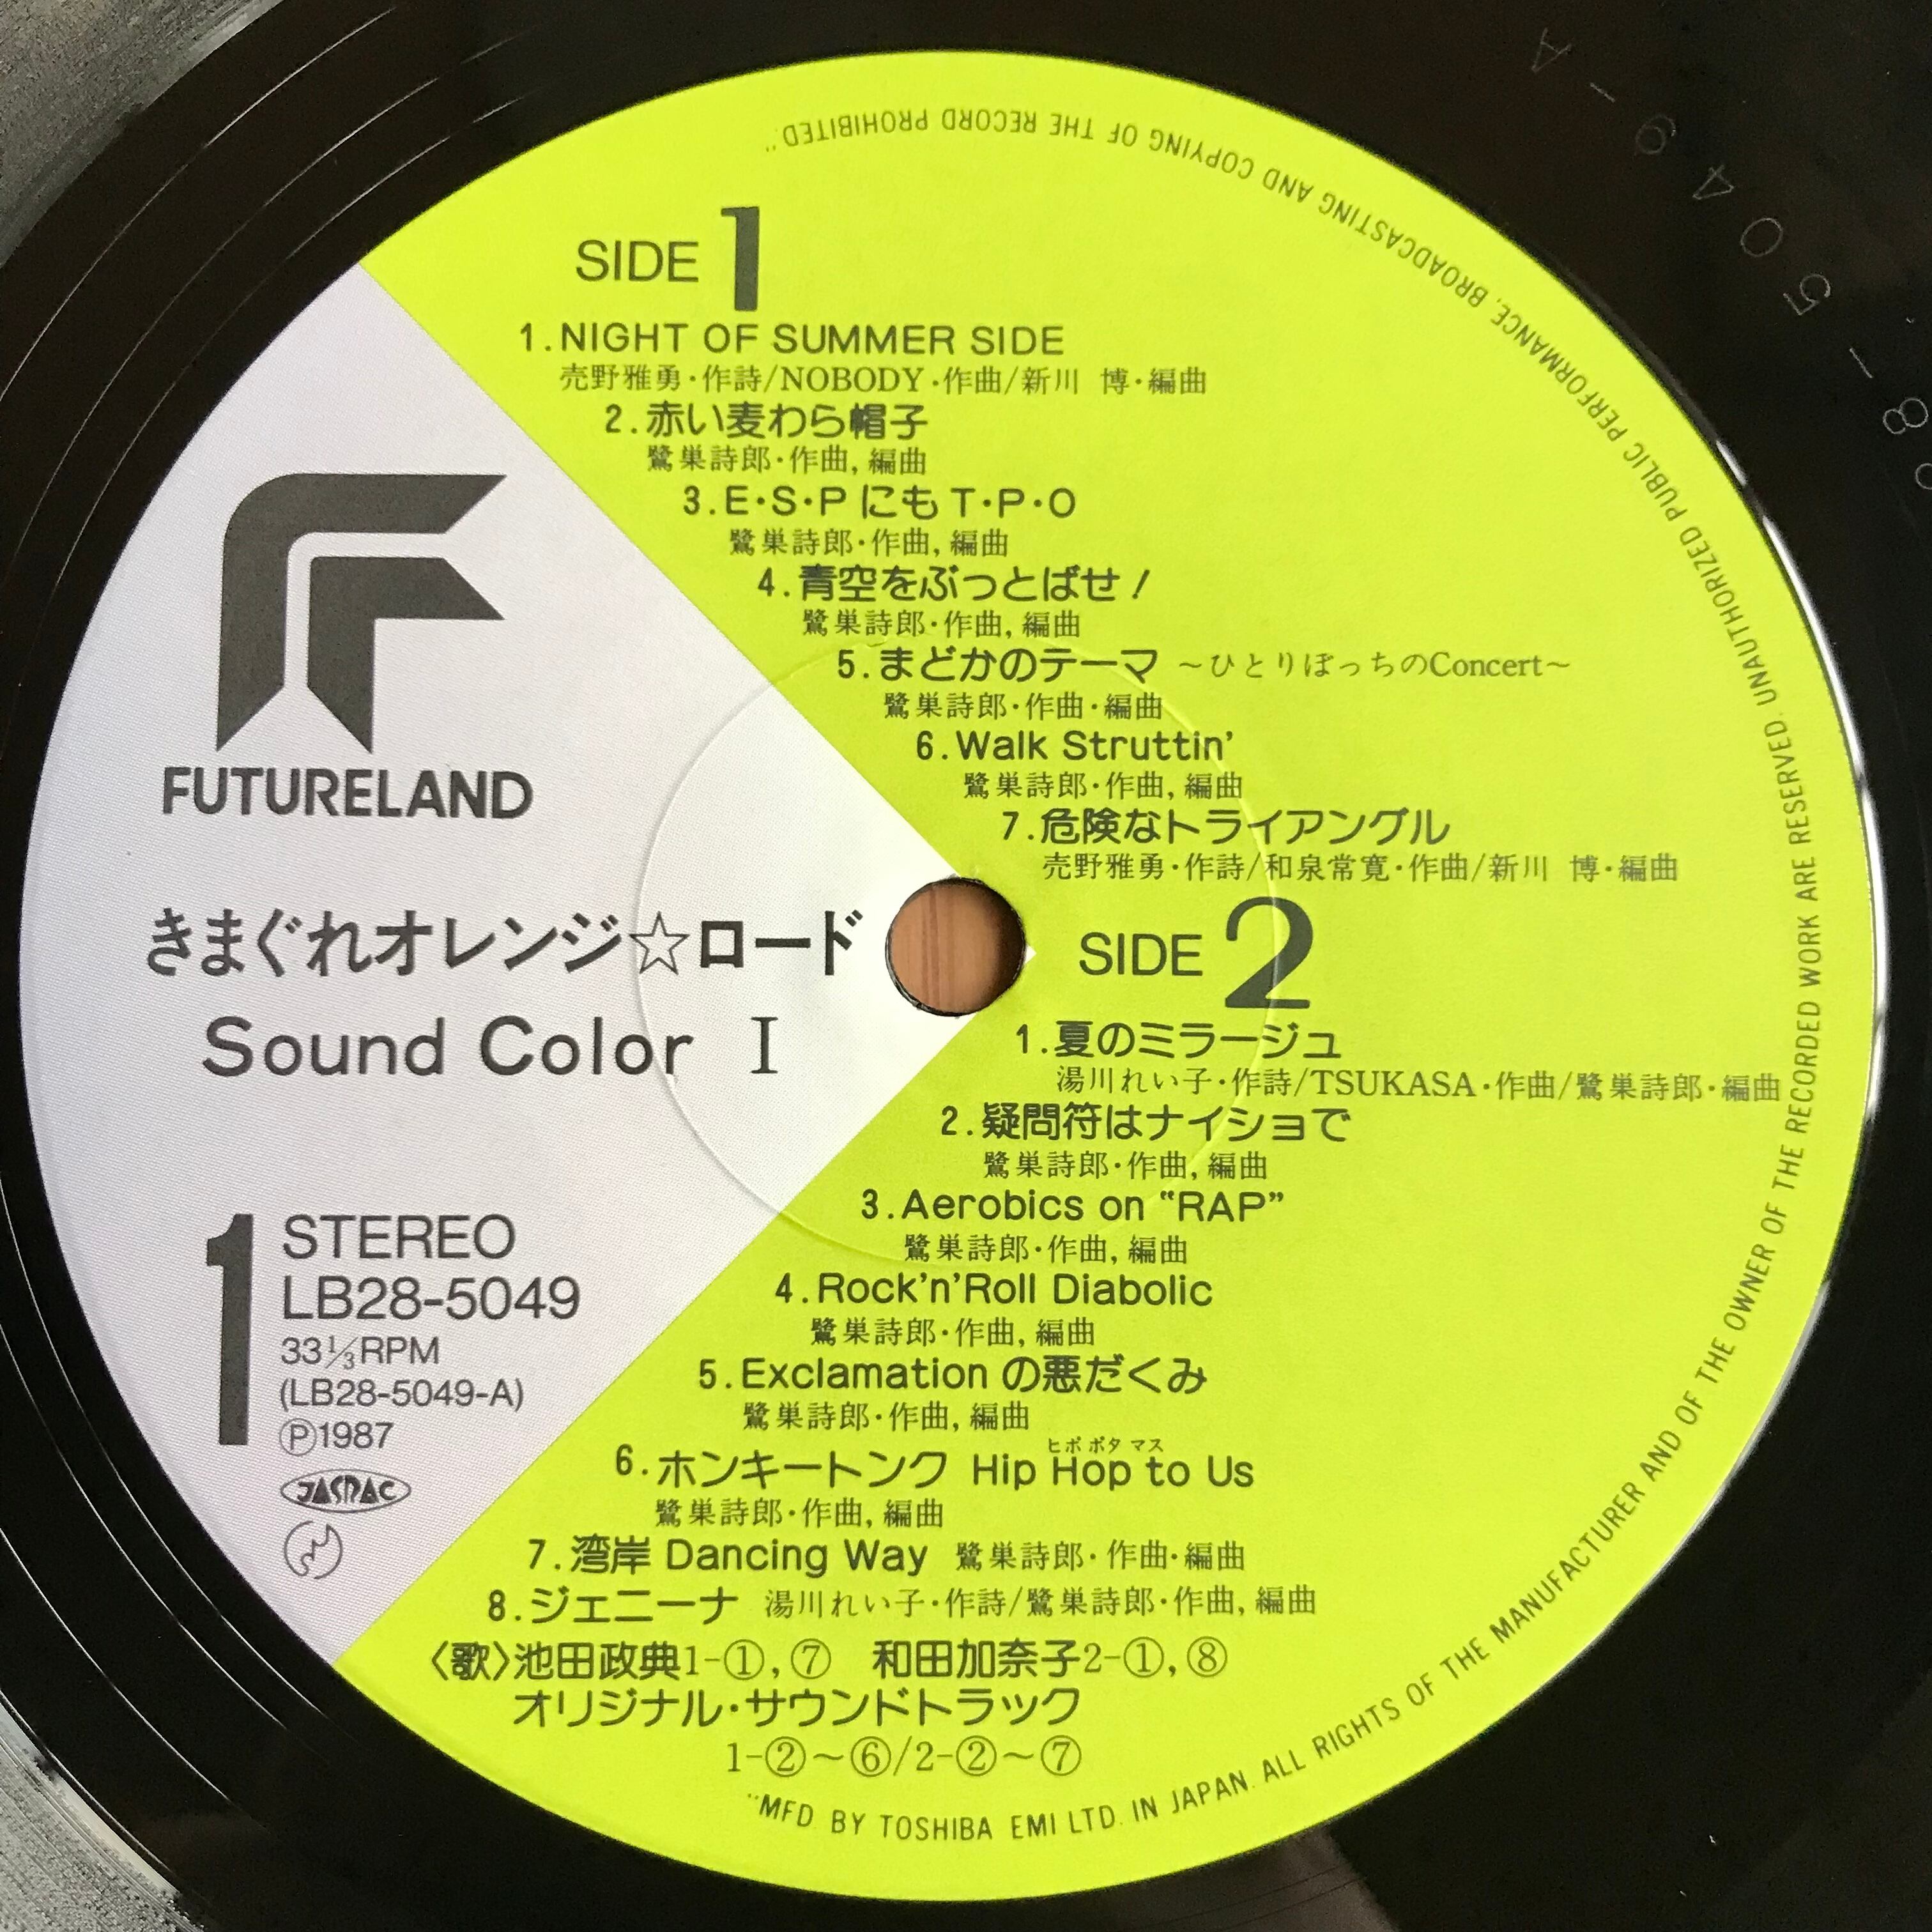 SIDE 1
1.NIGHT OF SUMMER SIDE
売野雅勇・作詩/NOBODY・作曲/新川 博・編曲
2.赤い麦わら帽子
鷺巣詩郎・作曲,編曲
3.E・S・PにもT・P・O
鷺巣詩郎・作曲,編曲
4.青空をぶっとばせ!
鷺巣詩郎・作曲,編曲
5.まどかのテーマ ～ひとりぼっちのConcert～
鷺巣詩郎・作曲・編曲
6.Walk Struttin'
鷺巣詩郎・作曲,編曲
7.危険なトライアングル
売野雅勇・作詩/和泉常寛・作曲/新川 博・編曲
SIDE 2
1.夏のミラージュ
湯川れい子・作詩/TSUKASA・作曲/鷺巣詩郎・編曲
2.疑問符はナイショで
鷺巣詩郎・作曲,編曲
3.Aerobics on “RAP”
鷺巣詩郎・作曲,編曲
4.Rock'n'Roll Diabolic
鷺巣詩郎・作曲,編曲
5.Exclamationの悪だくみ
鷺巣詩郎・作曲,編曲
ヒポポタマス
6.ホンキートンク Hip Hop to Us
鷺巣詩郎・作曲,編曲
7.湾岸 Dancing Way 鷺巣詩郎・作曲・編曲
8.ジェニーナ 湯川れい子・作詩/鷺巣詩郎・作曲,編曲
〈歌〉池田政典1-①,⑦ 和田加奈子2-①,⑧
オリジナル・サウンドトラック
1-②～⑥/2-②～⑦
FUTURELAND
きまぐれオレンジ☆ロード
Sound Color I
1
STEREO
LB28-5049
33⅓RPM
(LB28-5049-A)
Ⓟ1987
JASRAC
"MFD BY TOSHIBA EMI LTD. IN JAPAN. ALL RIGHTS OF THE MANUFACTURER AND OF THE OWNER OF THE RECORDED WORK ARE RESERVED. UNAUTHORIZED PUBLIC PERFORMANCE, BROADCASTING AND COPYING OF THE RECORD PROHIBITED."
8-5049-A